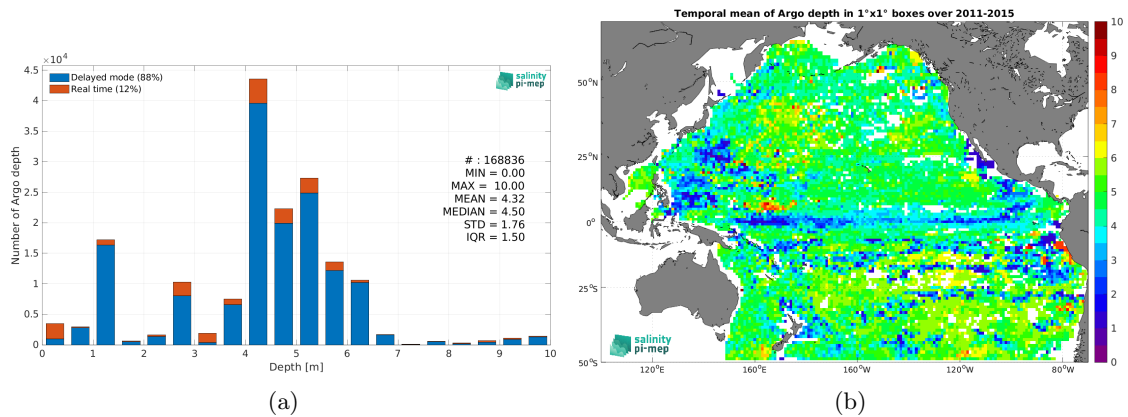 ×10⁴
4.5
4
3.5
3
2.5
2
1.5
1
0.5
0
Number of Argo depth
Delayed mode (88%)
Real time (12%)
salinity
pi-mep
# : 168836
MIN = 0.00
MAX = 10.00
MEAN = 4.32
MEDIAN = 4.50
STD = 1.76
IQR = 1.50
0 1 2 3 4 5 6 7 8 9 10
Depth [m]
(a)
Temporal mean of Argo depth in 1°x1° boxes over 2011-2015
50°N
25°N
0°
25°S
50°S
120°E 160°E 160°W 120°W 80°W
salinity
pi-mep
10
9
8
7
6
5
4
3
2
1
0
(b)